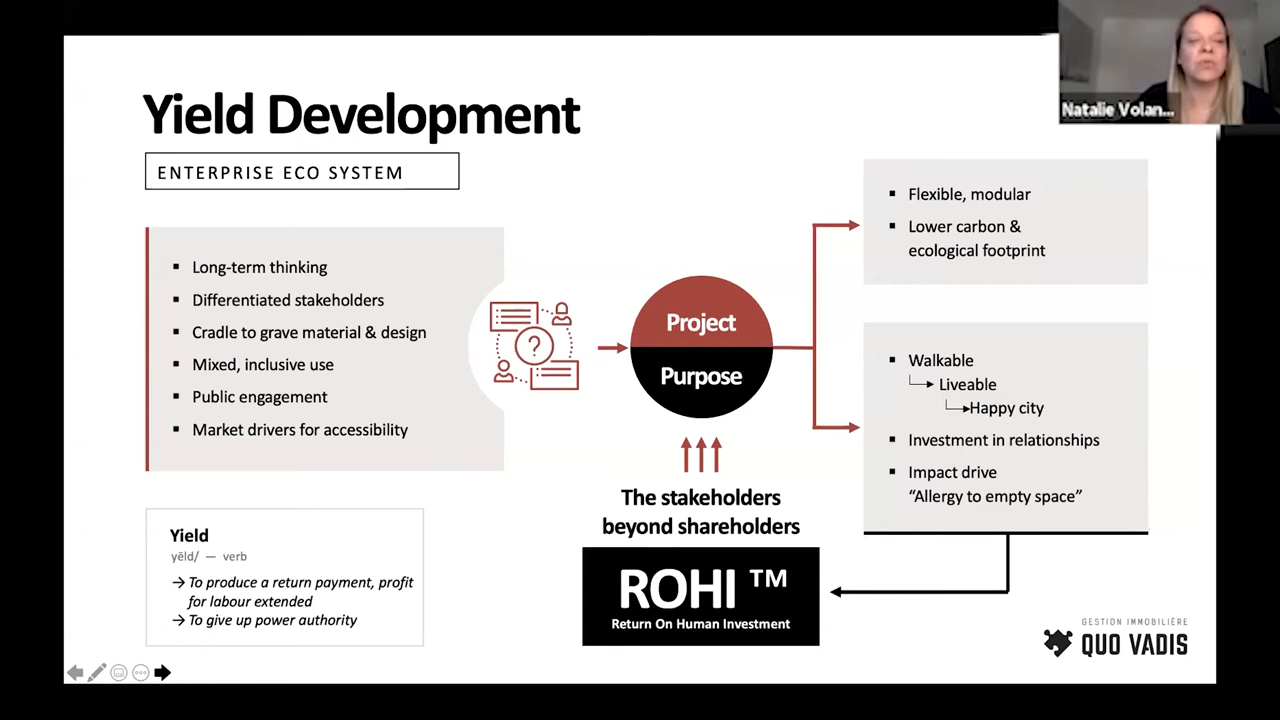 Yield Development
ENTERPRISE ECO SYSTEM
Natalie Volan...
▪ Long-term thinking
▪ Differentiated stakeholders
▪ Cradle to grave material & design
▪ Mixed, inclusive use
▪ Public engagement
▪ Market drivers for accessibility
?
Project
Purpose
▪ Flexible, modular
▪ Lower carbon &
ecological footprint
▪ Walkable
Liveable
Happy city
▪ Investment in relationships
▪ Impact drive
“Allergy to empty space”
The stakeholders
beyond shareholders
ROHI ™
Return On Human Investment
Yield
yēld/ — verb
→ To produce a return payment, profit
for labour extended
→ To give up power authority
GESTION IMMOBILIÈRE
QUO VADIS